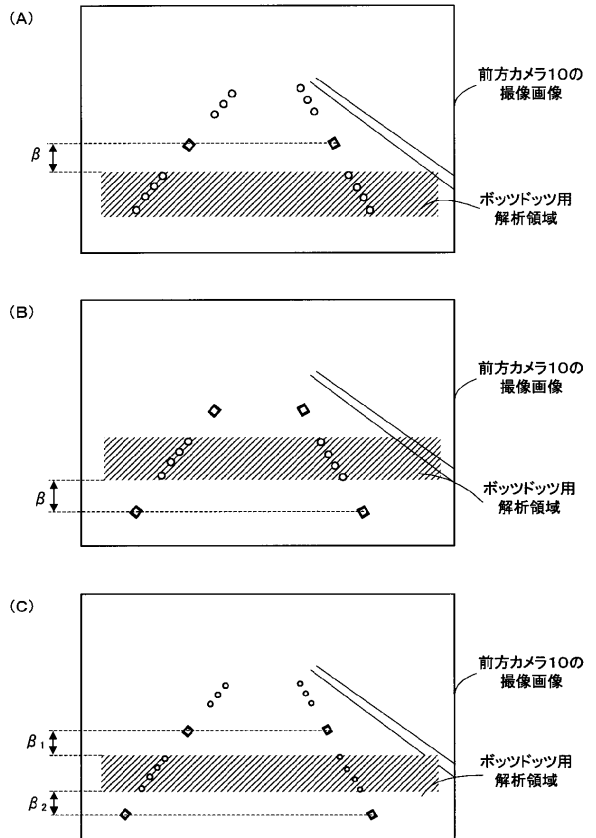 (A)
前方カメラ10の
撮像画像
β
ボッツドッツ用
解析領域
(B)
前方カメラ10の
撮像画像
β
ボッツドッツ用
解析領域
(C)
前方カメラ10の
撮像画像
β1
β2
ボッツドッツ用
解析領域